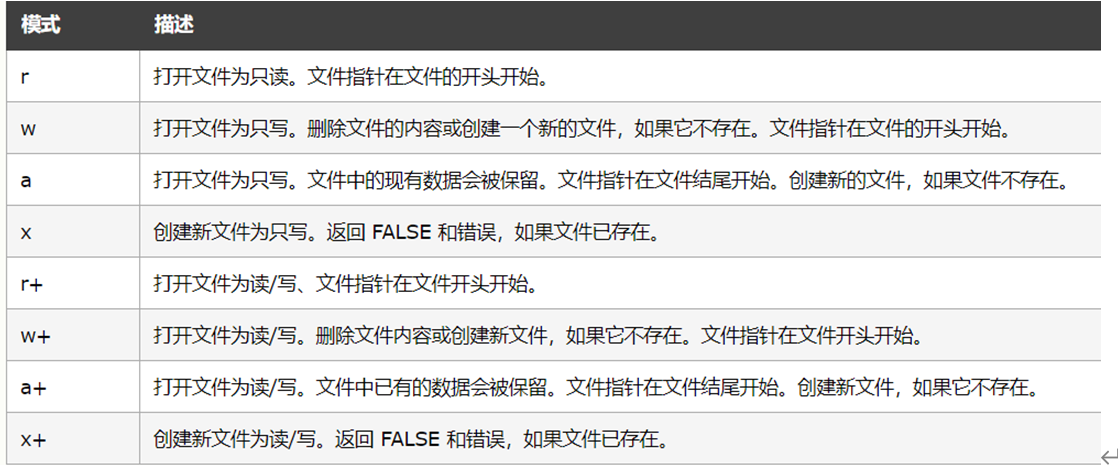 模式 描述
r 打开文件为只读。文件指针在文件的开头开始。
w 打开文件为只写。删除文件的内容或创建一个新的文件，如果它不存在。文件指针在文件的开头开始。
a 打开文件为只写。文件中的现有数据会被保留。文件指针在文件结尾开始。创建新的文件，如果文件不存在。
x 创建新文件为只写。返回 FALSE 和错误，如果文件已存在。
r+ 打开文件为读/写、文件指针在文件开头开始。
w+ 打开文件为读/写。删除文件内容或创建新文件，如果它不存在。文件指针在文件开头开始。
a+ 打开文件为读/写。文件中已有的数据会被保留。文件指针在文件结尾开始。创建新文件，如果它不存在。
x+ 创建新文件为读/写。返回 FALSE 和错误，如果文件已存在。